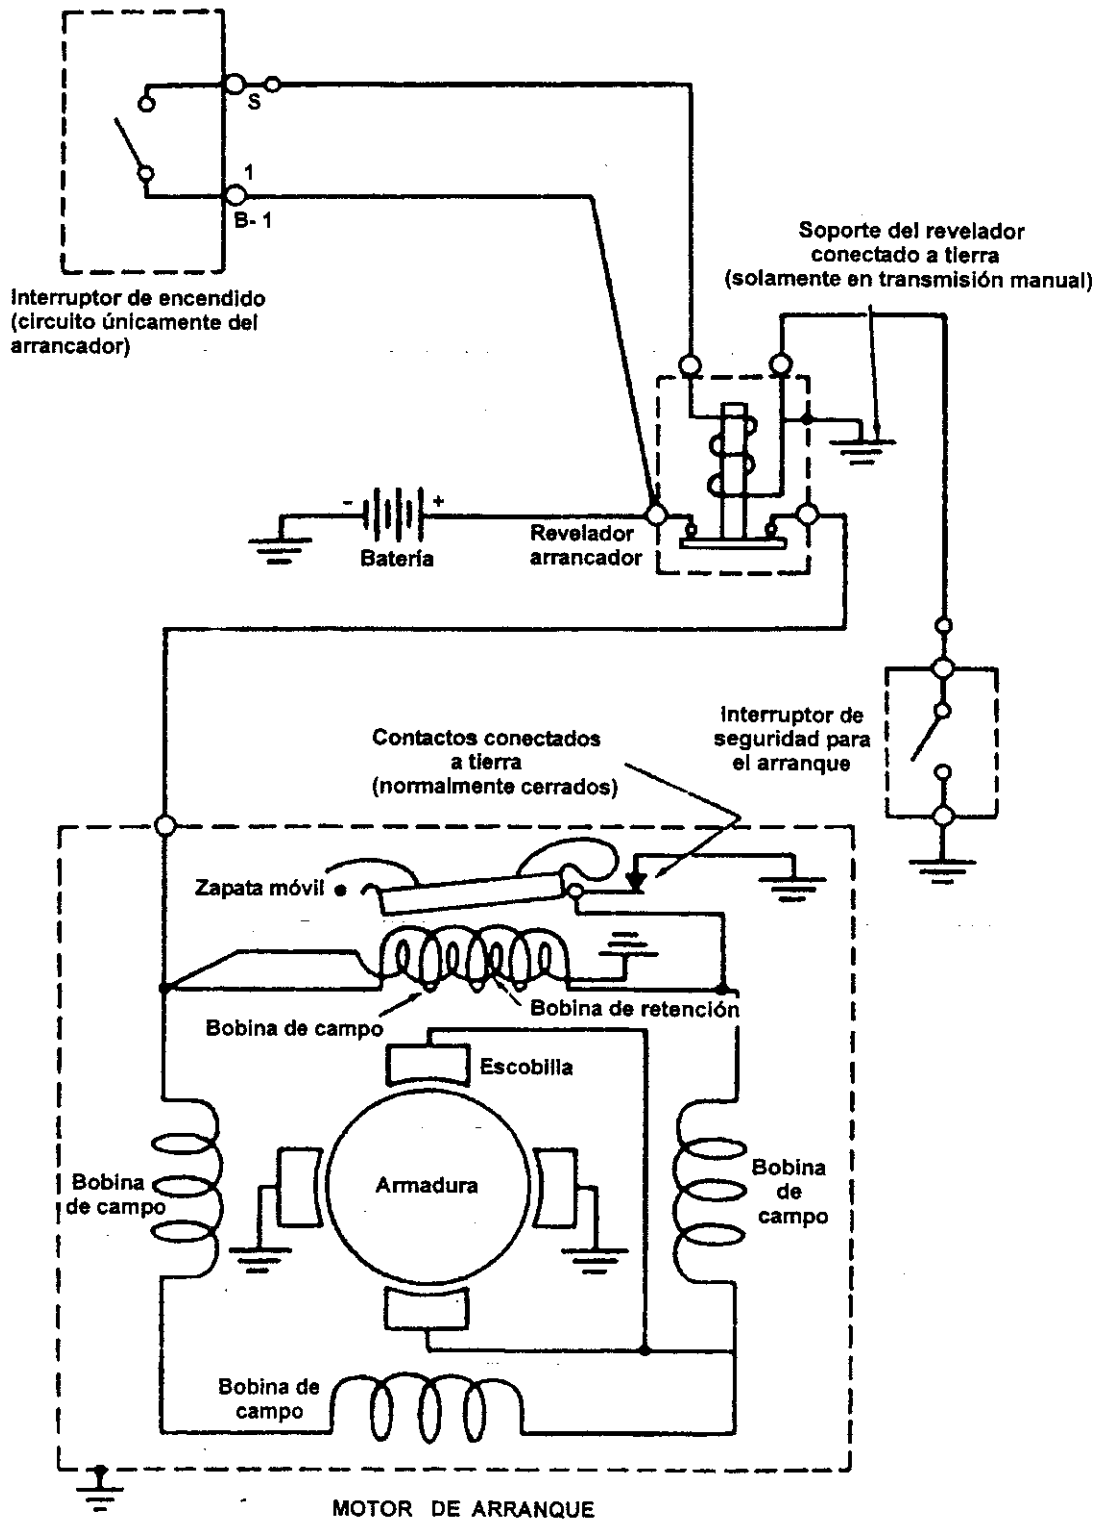 S
1
B- 1
Interruptor de encendido
(circuito únicamente del
arrancador)
Soporte del revelador
conectado a tierra
(solamente en transmisión manual)
- +
Batería
Revelador
arrancador
Interruptor de
seguridad para
el arranque
Contactos conectados
a tierra
(normalmente cerrados)
Zapata móvil
Bobina de retención
Bobina de campo
Escobilla
Armadura
Bobina
de campo
Bobina
de
campo
Bobina de
campo
MOTOR DE ARRANQUE